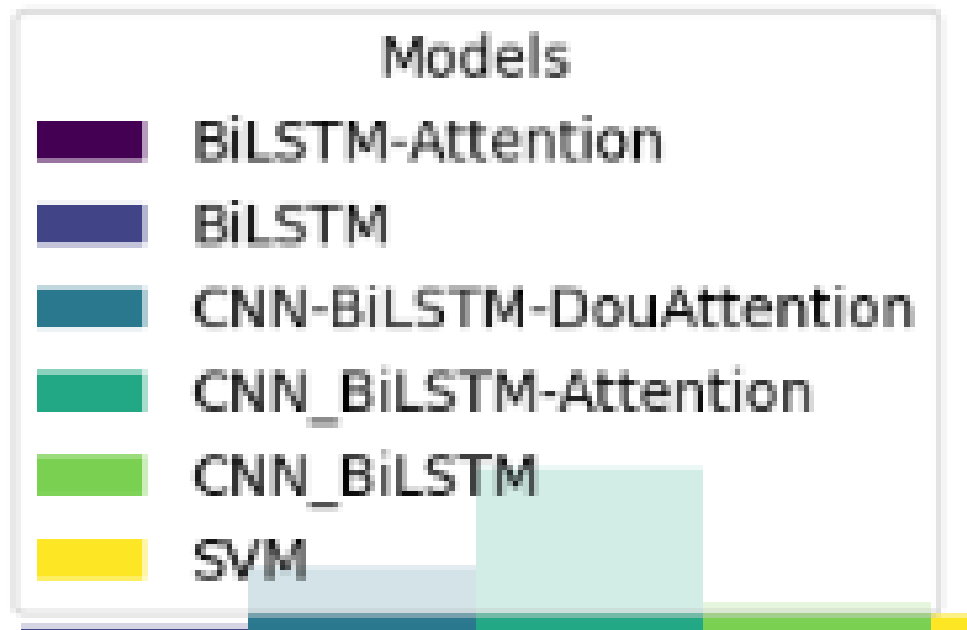 Models
BiLSTM-Attention
BiLSTM
CNN-BiLSTM-DouAttention
CNN_BiLSTM-Attention
CNN_BiLSTM
SVM